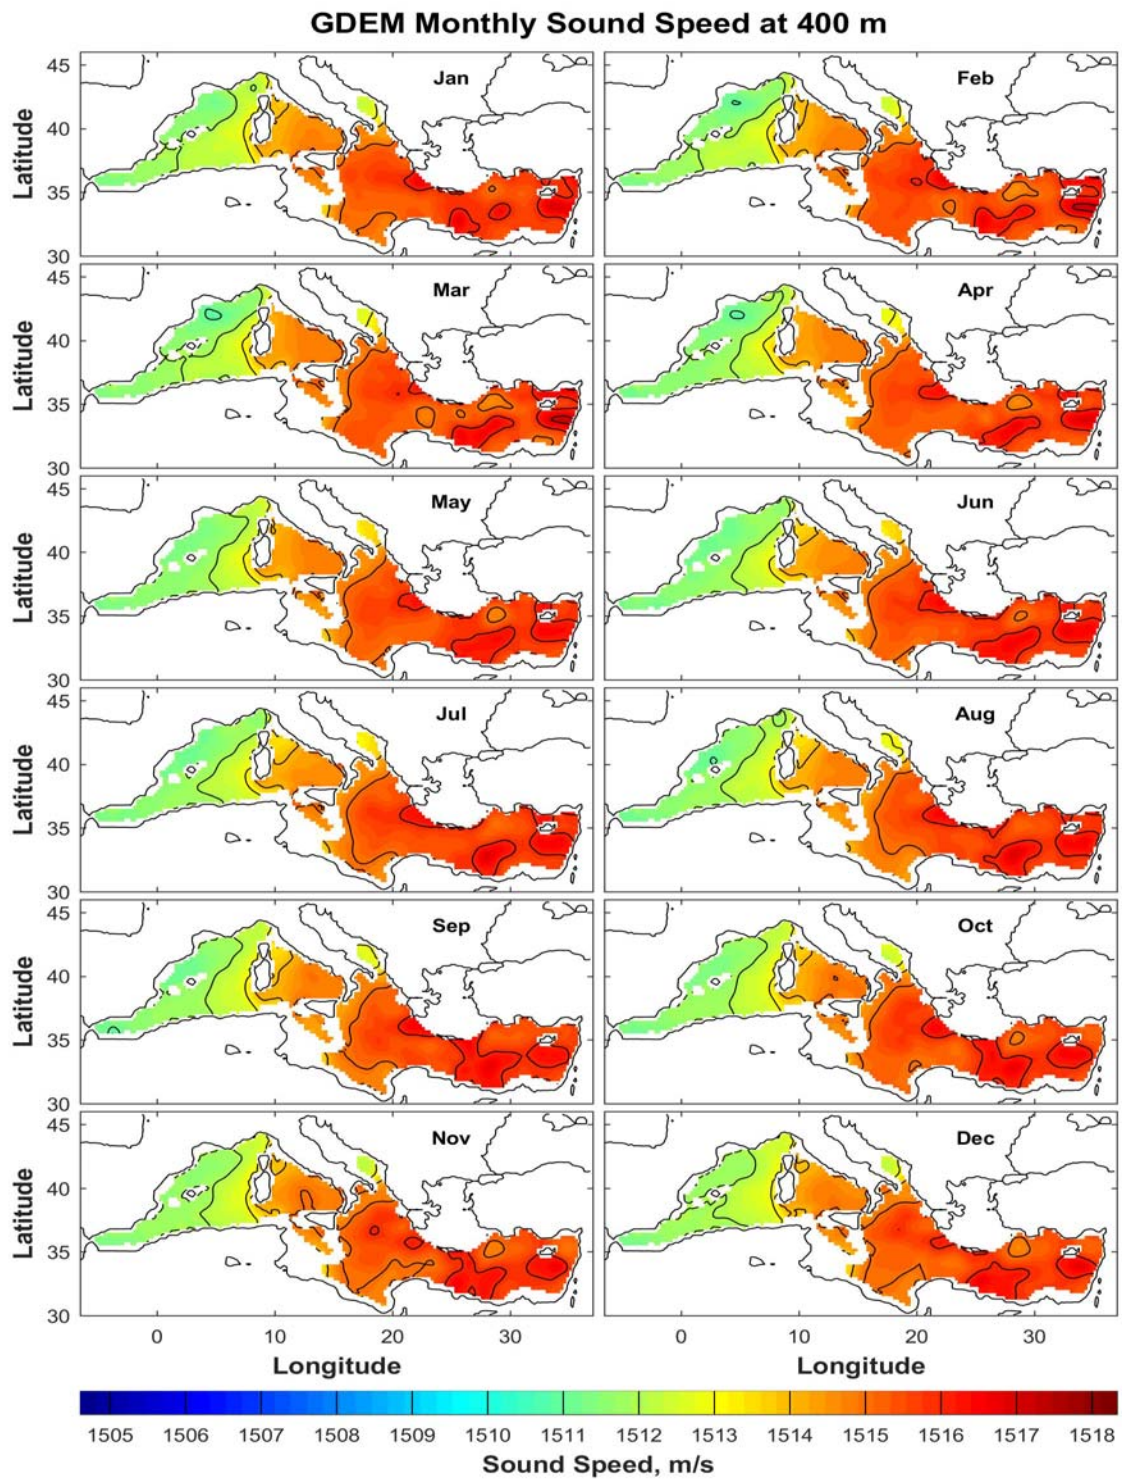 GDEM Monthly Sound Speed at 400 m
45 Jan Feb
40
35
30
Latitude
45 Mar Apr
40
35
30
Latitude
45 May Jun
40
35
30
Latitude
45 Jul Aug
40
35
30
Latitude
45 Sep Oct
40
35
30
Latitude
45 Nov Dec
40
35
30
Latitude
0 10 20 30 0 10 20 30
Longitude Longitude
1505 1506 1507 1508 1509 1510 1511 1512 1513 1514 1515 1516 1517 1518
Sound Speed, m/s